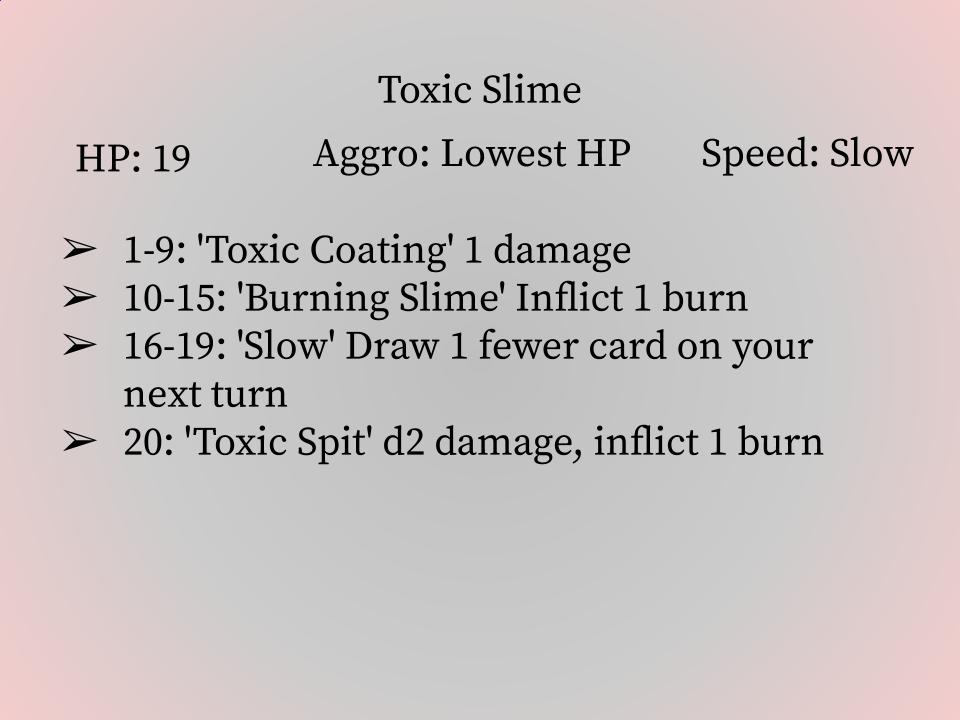 Toxic Slime
HP: 19
Aggro: Lowest HP
Speed: Slow
➢ 1-9: 'Toxic Coating' 1 damage
➢ 10-15: 'Burning Slime' Inflict 1 burn
➢ 16-19: 'Slow' Draw 1 fewer card on your
next turn
➢ 20: 'Toxic Spit' d2 damage, inflict 1 burn